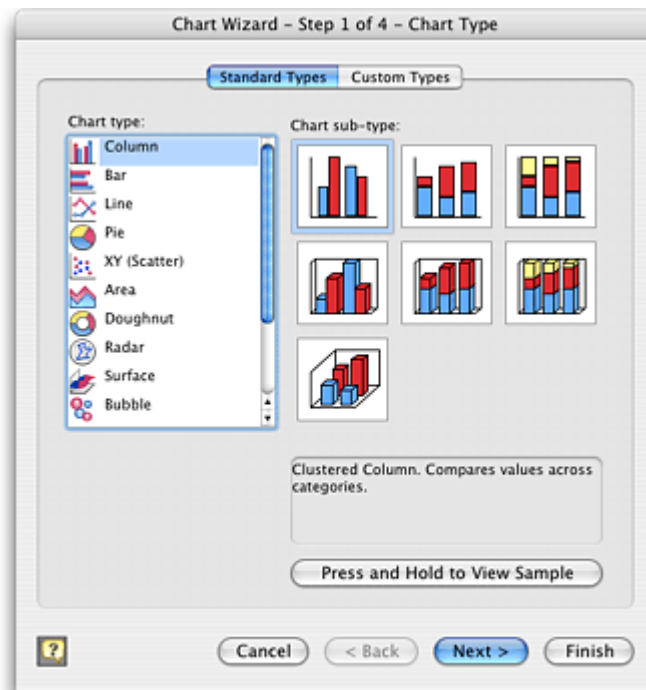 Chart Wizard – Step 1 of 4 – Chart Type
Standard Types Custom Types
Chart type:
Column
Bar
Line
Pie
XY (Scatter)
Area
Doughnut
Radar
Surface
Bubble
Chart sub-type:
Clustered Column. Compares values across
categories.
Press and Hold to View Sample
?
Cancel < Back Next > Finish